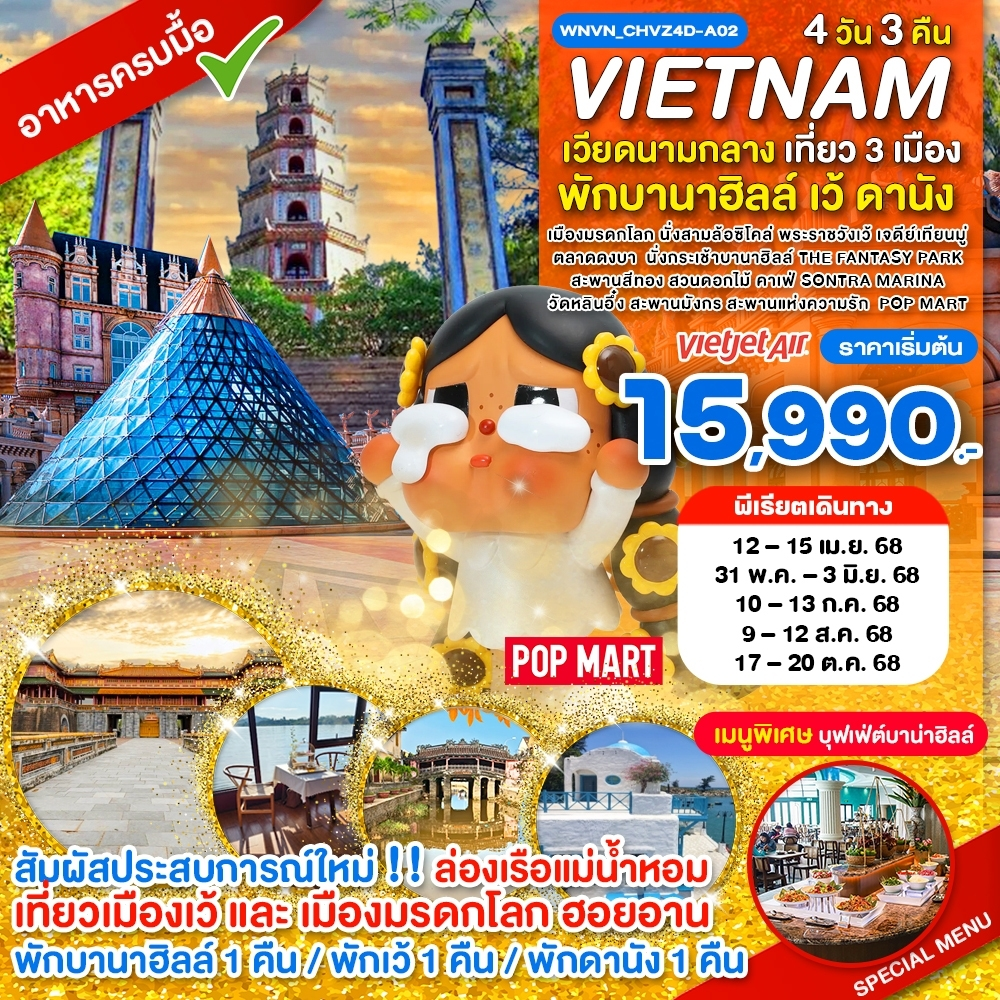 อาหารครบมื้อ
WNVN_CHVZ4D-A02
4 วัน 3 คืน
VIETNAM
เวียดนามกลาง เที่ยว 3 เมือง
พักบานาฮิลล์ เว้ ดานัง
เมืองมรดกโลก นั่งสามล้อซิโคล่ พระราชวังเว้ เจดีย์เทียนมู่
ตลาดดงบา นั่งกระเช้าบานาฮิลล์ THE FANTASY PARK
สะพานสีทอง สวนดอกไม้ คาเฟ่ SONTRA MARINA
วัดหลินอึ๋ง สะพานมังกร สะพานแห่งความรัก POP MART
vietjet Air
ราคาเริ่มต้น
15,990.-
พีเรียตเดินทาง
12 – 15 เม.ย. 68
31 พ.ค. – 3 มิ.ย. 68
10 – 13 ก.ค. 68
9 – 12 ส.ค. 68
17 – 20 ต.ค. 68
POP MART
เมนูพิเศษ บุฟเฟ่ต์บาน่าฮิลล์
สัมผัสประสบการณ์ใหม่ !! ล่องเรือแม่น้ำหอม
เที่ยวเมืองเว้ และ เมืองมรดกโลก ฮอยอาน
พักบานาฮิลล์ 1 คืน / พักเว้ 1 คืน / พักดานัง 1 คืน
SPECIAL MENU